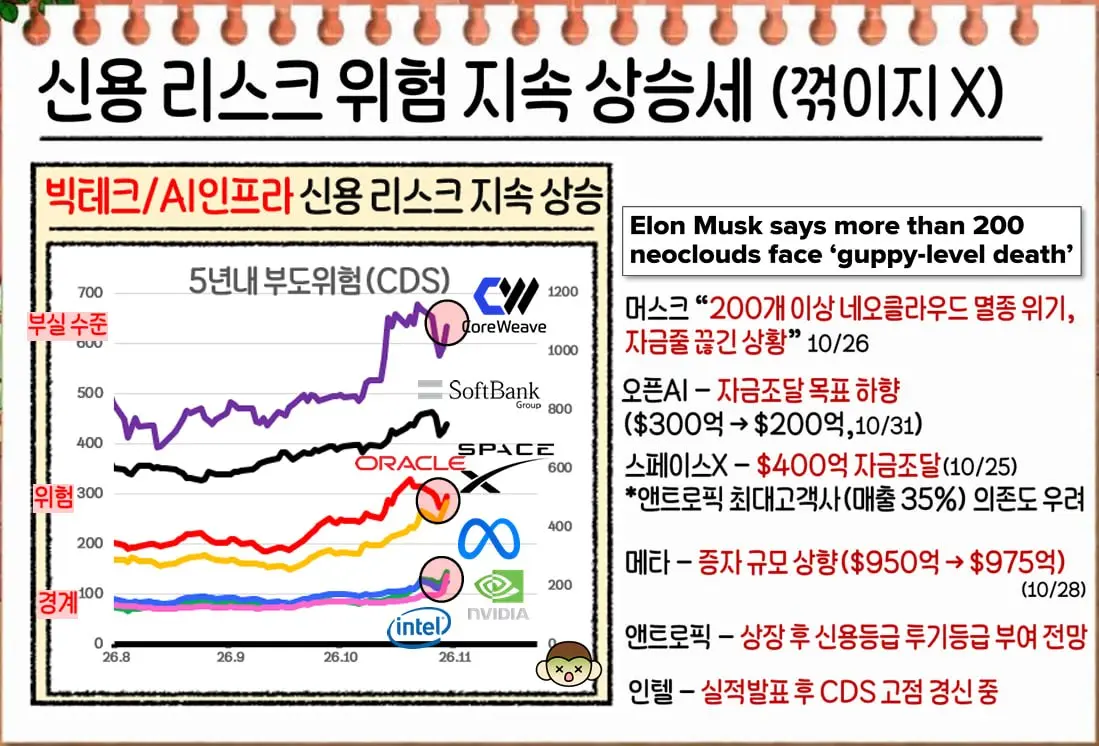 신용 리스크 위험 지속 상승세 (꺾이지 X)
빅테크/AI인프라 신용 리스크 지속 상승
5년내 부도위험(CDS)
700
600
500
400
300
200
100
0
부실 수준
위험
경계
1200
1000
800
600
400
200
0
26.8
26.9
26.10
26.11
CoreWeave
SoftBank
Group
ORACLE
SPACE X
NVIDIA
intel
Elon Musk says more than 200
neoclouds face ‘guppy-level death’
머스크 “200개 이상 네오클라우드 멸종 위기,
자금줄 끊긴 상황” 10/26
오픈AI – 자금조달 목표 하향
($300억 → $200억, 10/31)
스페이스X – $400억 자금조달(10/25)
*앤트로픽 최대고객사(매출 35%) 의존도 우려
메타 – 증자 규모 상향($950억 → $975억)
(10/28)
앤트로픽 – 상장 후 신용등급 투기등급 부여 전망
인텔 – 실적발표 후 CDS 고점 경신 중